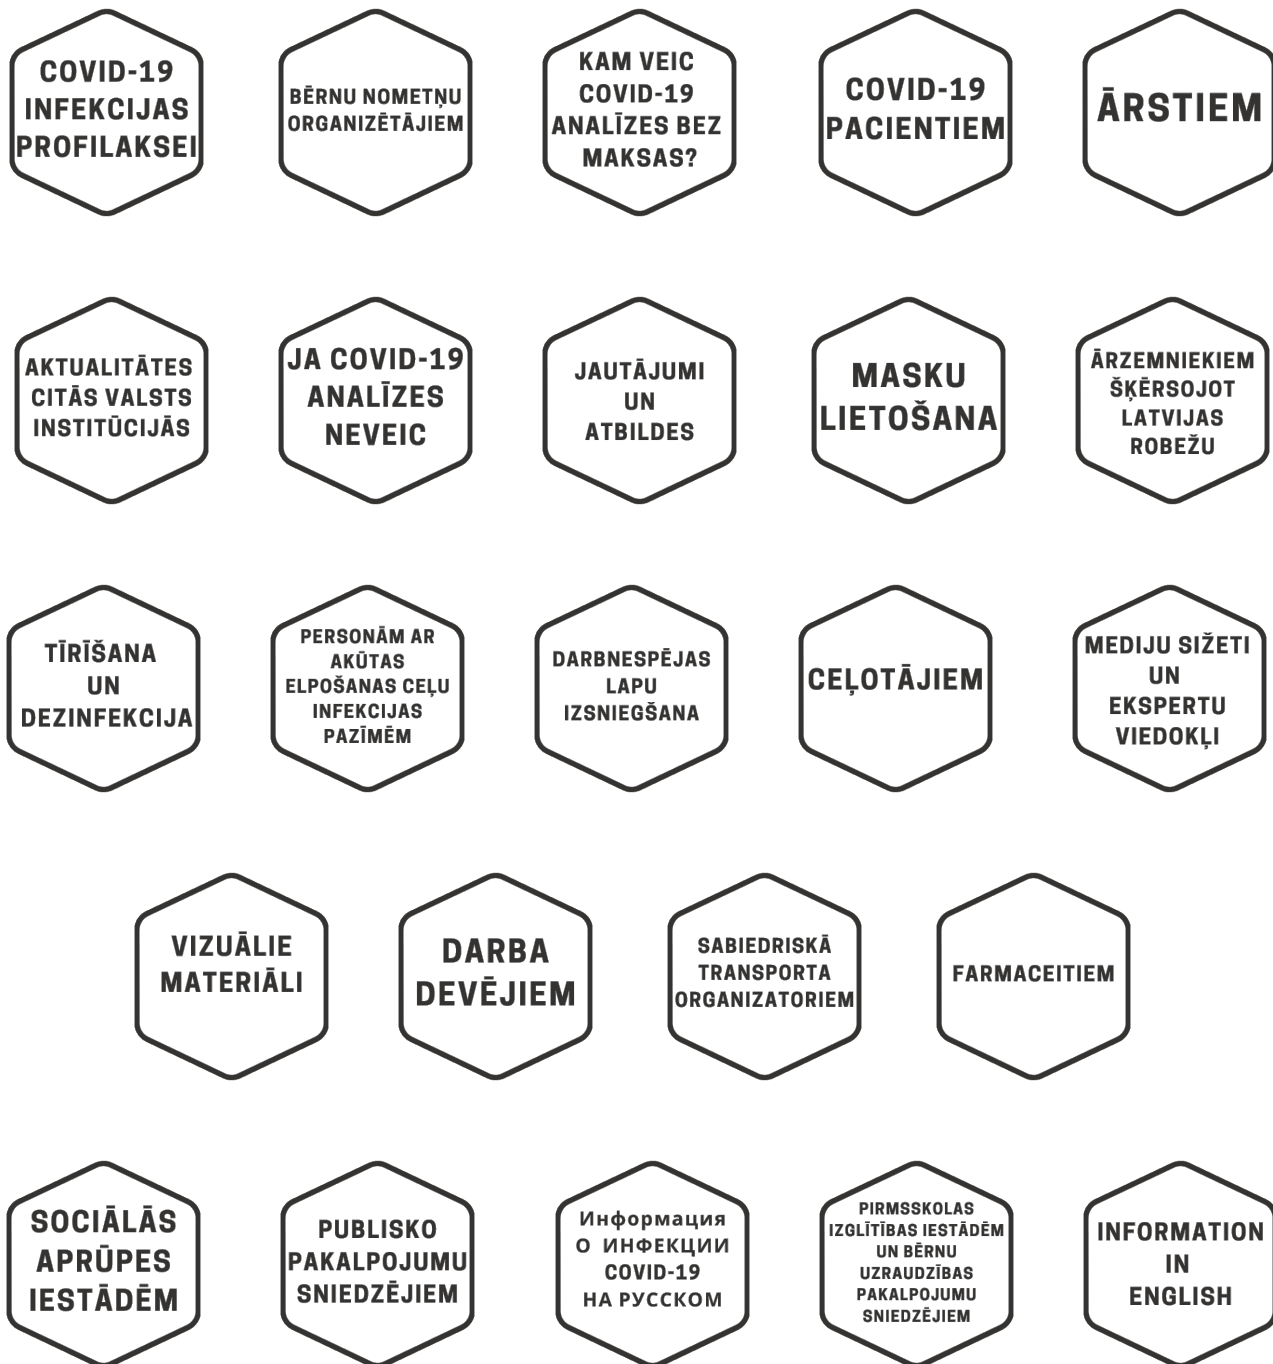 COVID-19
INFEKCIJAS
PROFILAKSEI
BĒRNU NOMETŅU
ORGANIZĒTĀJIEM
KAM VEIC
COVID-19
ANALĪZES BEZ
MAKSAS?
COVID-19
PACIENTIEM
ĀRSTIEM
AKTUALITĀTES
CITĀS VALSTS
INSTITŪCIJĀS
JA COVID-19
ANALĪZES
NEVEIC
JAUTĀJUMI
UN
ATBILDES
MASKU
LIETOŠANA
ĀRZEMNIEKIEM
ŠĶĒRSOJOT
LATVIJAS
ROBEŽU
TĪRĪŠANA
UN
DEZINFEKCIJA
PERSONĀM AR
AKŪTAS
ELPOŠANAS CEĻU
INFEKCIJAS
PAZĪMĒM
DARBNESPĒJAS
LAPU
IZSNIEGŠANA
CEĻOTĀJIEM
MEDIJU SIŽETI
UN
EKSPERTU
VIEDOKĻI
VIZUĀLIE
MATERIĀLI
DARBA
DEVĒJIEM
SABIEDRISKĀ
TRANSPORTA
ORGANIZATORIEM
FARMACEITIEM
SOCIĀLĀS
APRŪPES
IESTĀDĒM
PUBLISKO
PAKALPOJUMU
SNIEDZĒJIEM
Информация
О ИНФЕКЦИИ
COVID-19
НА РУССКОМ
PIRMSSKOLAS
IZGLĪTĪBAS IESTĀDĒM
UN BĒRNU
UZRAUDZĪBAS
PAKALPOJUMU
SNIEDZĒJIEM
INFORMATION
IN
ENGLISH